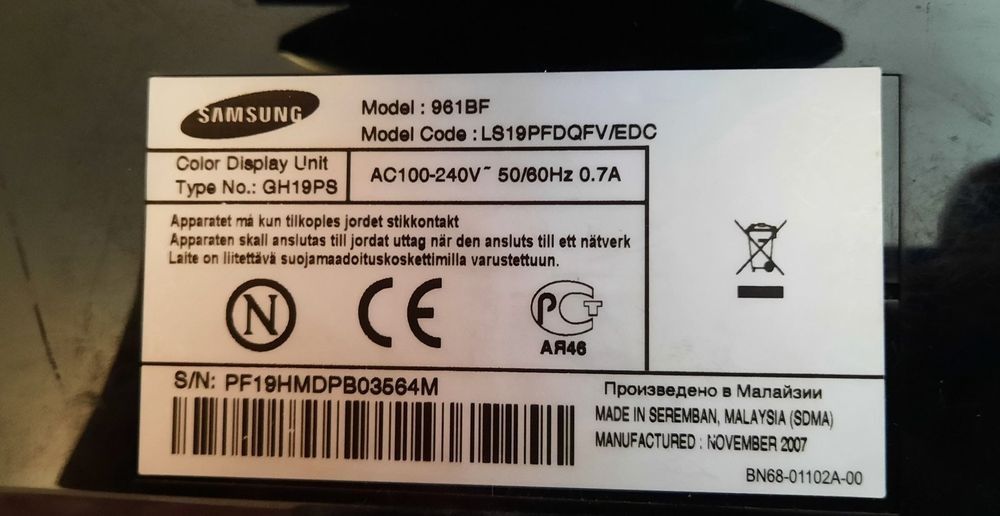 SAMSUNG
Model : 961BF
Model Code : LS19PFDQFV/EDC
Color Display Unit
Type No.: GH19PS
AC100-240V~ 50/60Hz 0.7A
Apparatet må kun tilkoples jordet stikkontakt
Apparaten skall anslutas till jordat uttag när den ansluts till ett nätverk
Laite on liitettävä suojamaadoituskoskettimilla varustettuun.
N
CE
PCT
АЯ46
S/N: PF19HMDPB03564M
Произведено в Малайзии
MADE IN SEREMBAN, MALAYSIA (SDMA)
MANUFACTURED : NOVEMBER 2007
BN68-01102A-00